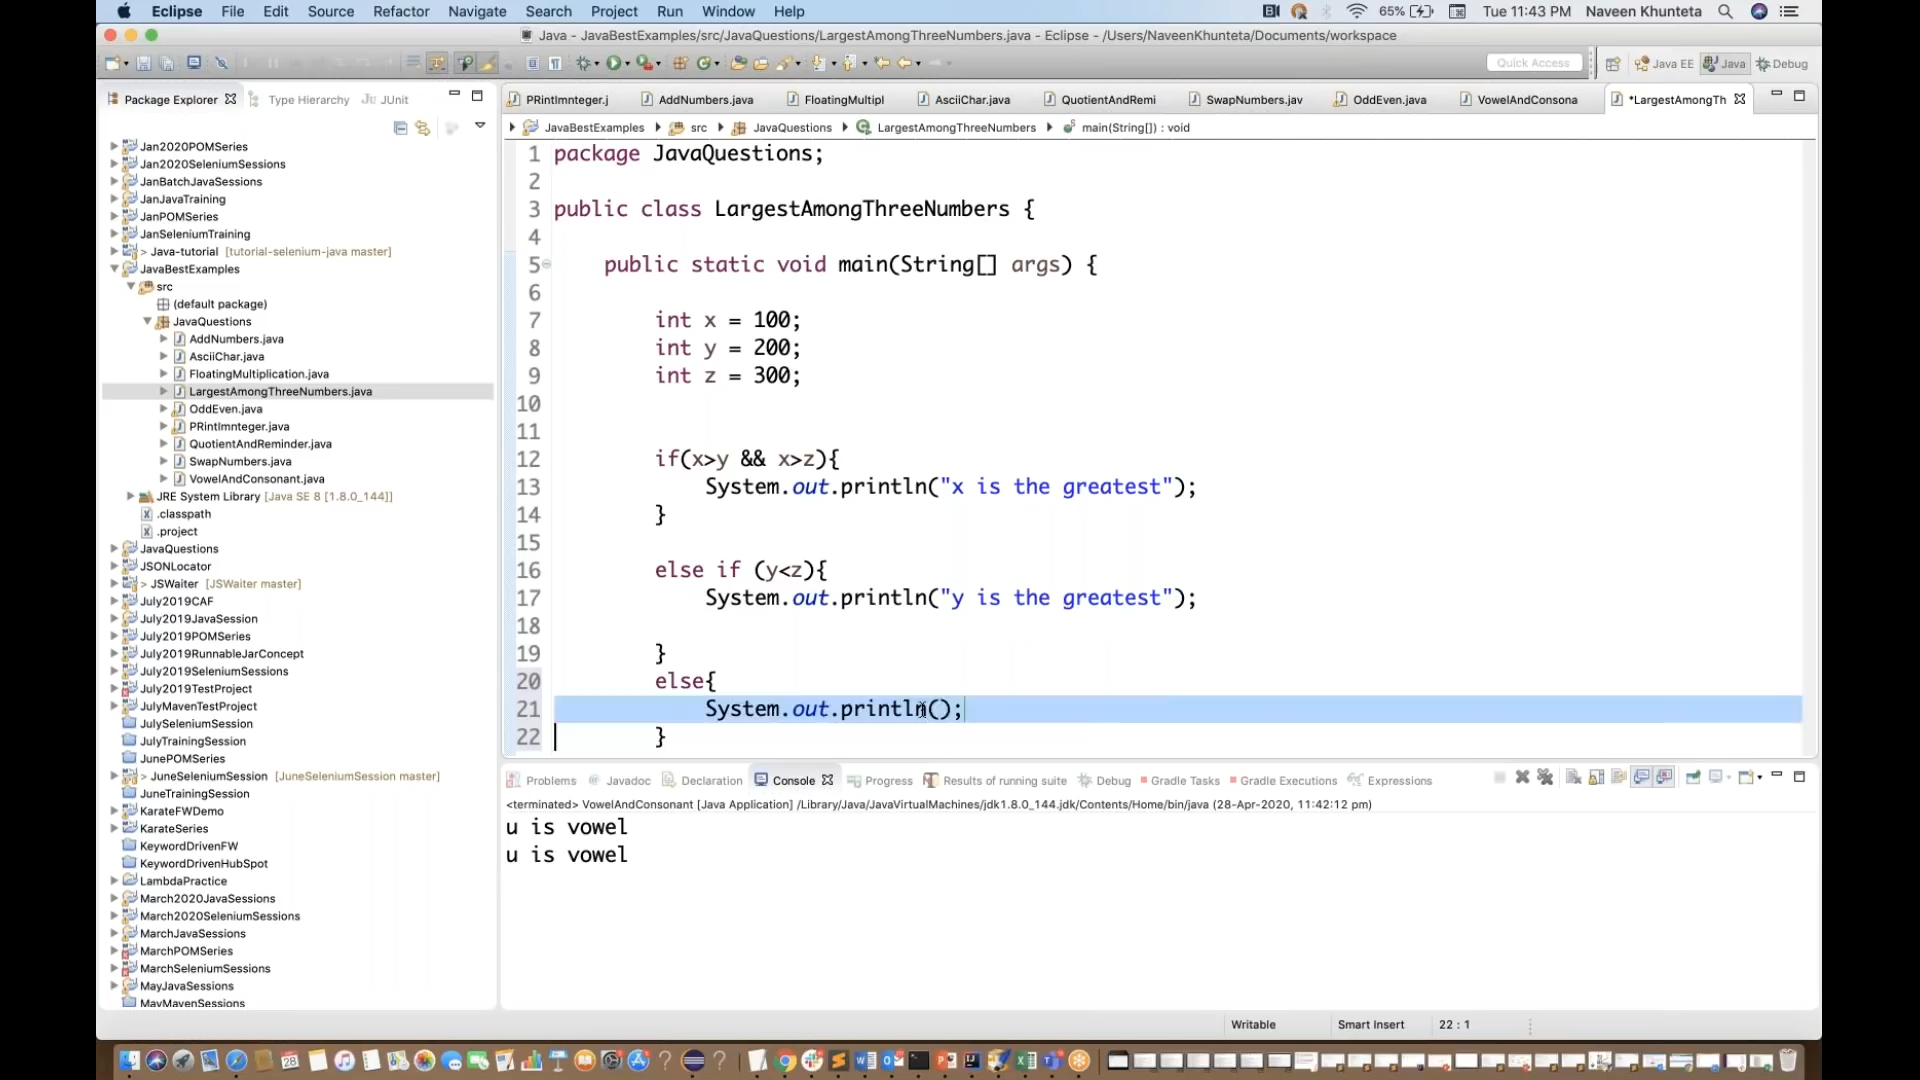 Eclipse File Edit Source Refactor Navigate Search Project Run Window Help 65% Tue 11:43 PM Naveen Khunteta
Java - JavaBestExamples/src/JavaQuestions/LargestAmongThreeNumbers.java - Eclipse - /Users/NaveenKhunteta/Documents/workspace
Quick Access Java EE Java Debug
Package Explorer Type Hierarchy JUnit
PRintImnteger.j AddNumbers.java FloatingMultipl AsciiChar.java QuotientAndRemi SwapNumbers.jav OddEven.java VowelAndConsona *LargestAmongTh
JavaBestExamples src JavaQuestions LargestAmongThreeNumbers main(String[]) : void
Jan2020POMSeries
Jan2020SeleniumSessions
JanBatchJavaSessions
JanJavaTraining
JanPOMSeries
JanSeleniumTraining
> Java-tutorial [tutorial-selenium-java master]
JavaBestExamples
src
(default package)
JavaQuestions
AddNumbers.java
AsciiChar.java
FloatingMultiplication.java
LargestAmongThreeNumbers.java
OddEven.java
PRintImnteger.java
QuotientAndReminder.java
SwapNumbers.java
VowelAndConsonant.java
JRE System Library [Java SE 8 [1.8.0_144]]
.classpath
.project
JavaQuestions
JSONLocator
> JSWaiter [JSWaiter master]
July2019CAF
July2019JavaSession
July2019POMSeries
July2019RunnableJarConcept
July2019SeleniumSessions
July2019TestProject
JulyMavenTestProject
JulySeleniumSession
JulyTrainingSession
JunePOMSeries
> JuneSeleniumSession [JuneSeleniumSession master]
JuneTrainingSession
KarateFWDemo
KarateSeries
KeywordDrivenFW
KeywordDrivenHubSpot
LambdaPractice
March2020JavaSessions
March2020SeleniumSessions
MarchJavaSessions
MarchPOMSeries
MarchSeleniumSessions
MayJavaSessions
MayMavenSessions
1 package JavaQuestions;
2
3 public class LargestAmongThreeNumbers {
4
5 public static void main(String[] args) {
6
7 int x = 100;
8 int y = 200;
9 int z = 300;
10
11
12 if(x>y && x>z){
13 System.out.println("x is the greatest");
14 }
15
16 else if (y<z){
17 System.out.println("y is the greatest");
18
19 }
20 else{
21 System.out.println();
22 }
Problems Javadoc Declaration Console Progress Results of running suite Debug Gradle Tasks Gradle Executions Expressions
<terminated> VowelAndConsonant [Java Application] /Library/Java/JavaVirtualMachines/jdk1.8.0_144.jdk/Contents/Home/bin/java (28-Apr-2020, 11:42:12 pm)
u is vowel
u is vowel
Writable Smart Insert 22 : 1